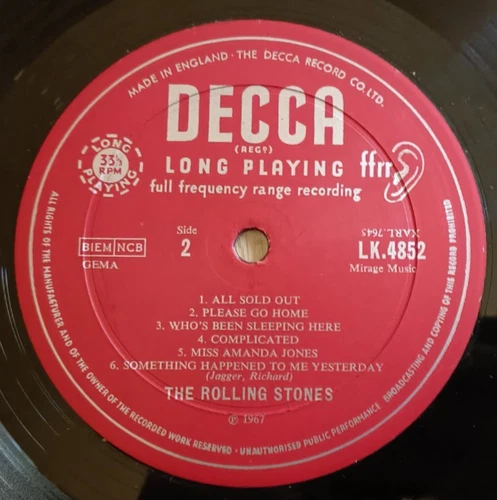 MADE IN ENGLAND · THE DECCA RECORD CO. LTD.
DECCA
(REGD)
LONG PLAYING ffrr
full frequency range recording
LONG PLAYING
33⅓
RPM
Side
2
BIEM/NCB
GEMA
XARL.7645
LK.4852
Mirage Music
1. ALL SOLD OUT
2. PLEASE GO HOME
3. WHO'S BEEN SLEEPING HERE
4. COMPLICATED
5. MISS AMANDA JONES
6. SOMETHING HAPPENED TO ME YESTERDAY
(Jagger, Richard)
THE ROLLING STONES
℗ 1967
ALL RIGHTS OF THE MANUFACTURER AND OF THE OWNER OF THE RECORDED WORK RESERVED · UNAUTHORISED PUBLIC PERFORMANCE BROADCASTING AND COPYING OF THIS RECORD PROHIBITED